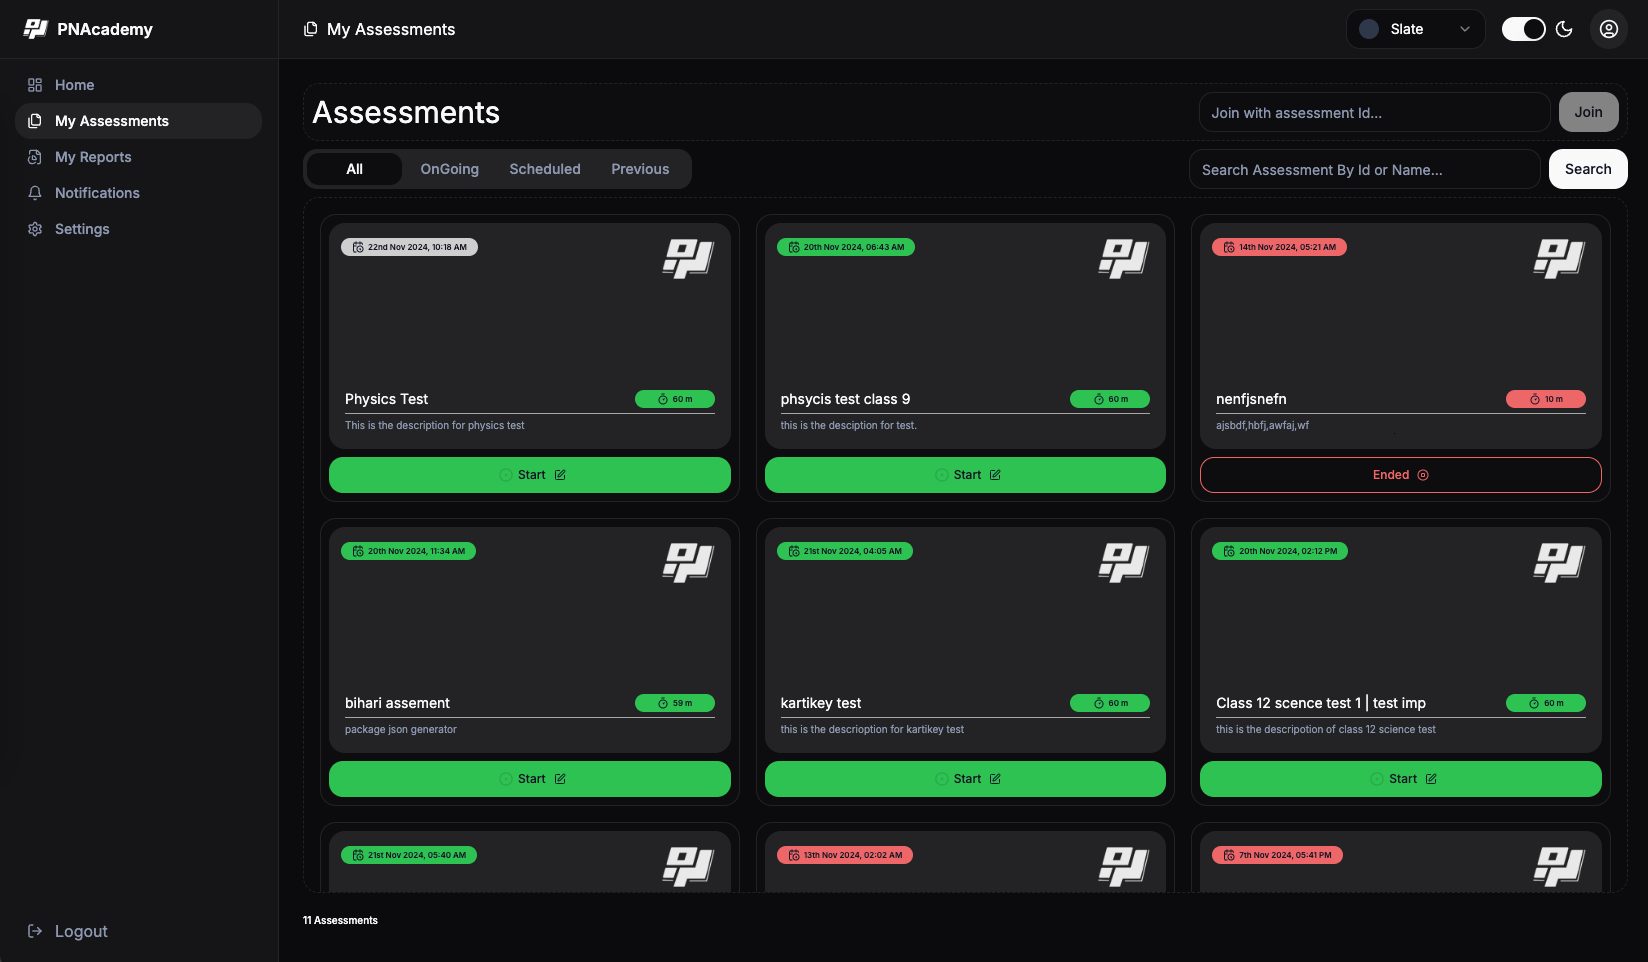 PNAcademy
My Assessments
Slate
Home
My Assessments
My Reports
Notifications
Settings
Logout
Assessments
Join with assessment Id...
Join
All
OnGoing
Scheduled
Previous
Search Assessment By Id or Name...
Search
22nd Nov 2024, 10:18 AM
Physics Test
60 m
This is the description for physics test
Start
20th Nov 2024, 06:43 AM
phsycis test class 9
60 m
this is the desciption for test.
Start
14th Nov 2024, 05:21 AM
nenfjsnefn
10 m
ajsbdf,hbfj,awfaj,wf
Ended
20th Nov 2024, 11:34 AM
bihari assement
59 m
package json generator
Start
21st Nov 2024, 04:05 AM
kartikey test
60 m
this is the descrioption for kartikey test
Start
20th Nov 2024, 02:12 PM
Class 12 scence test 1 | test imp
60 m
this is the descripotion of class 12 science test
Start
21st Nov 2024, 05:40 AM
13th Nov 2024, 02:02 AM
7th Nov 2024, 05:41 PM
11 Assessments